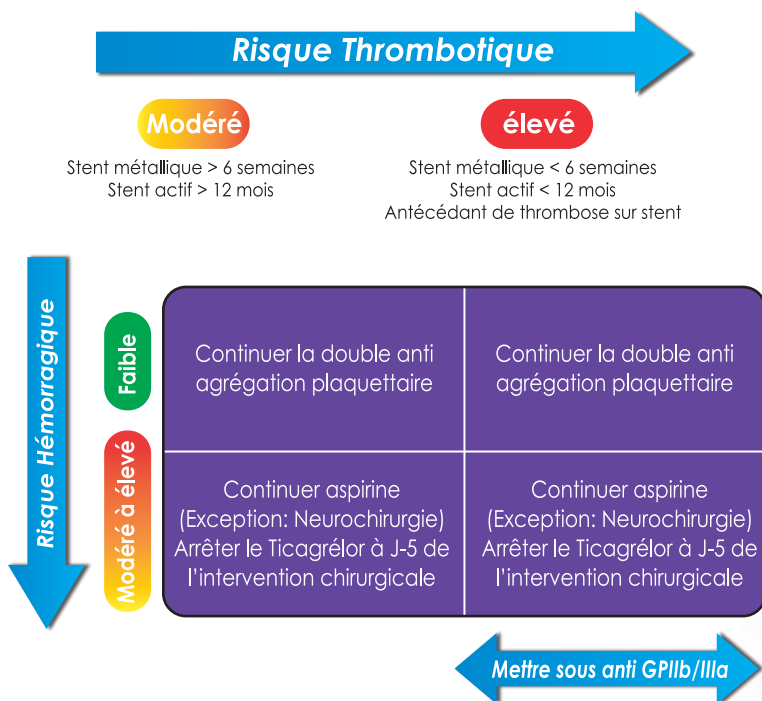 Risque Thrombotique
Modéré
élevé
Stent métallique > 6 semaines
Stent actif > 12 mois
Stent métallique < 6 semaines
Stent actif < 12 mois
Antécédant de thrombose sur stent
Risque Hémorragique
Faible
Continuer la double anti
agrégation plaquettaire
Continuer la double anti
agrégation plaquettaire
Modéré à élevé
Continuer aspirine
(Exception: Neurochirurgie)
Arrêter le Ticagrélor à J-5 de
l'intervention chirurgicale
Continuer aspirine
(Exception: Neurochirurgie)
Arrêter le Ticagrélor à J-5 de
l'intervention chirurgicale
Mettre sous anti GPIIb/IIIa